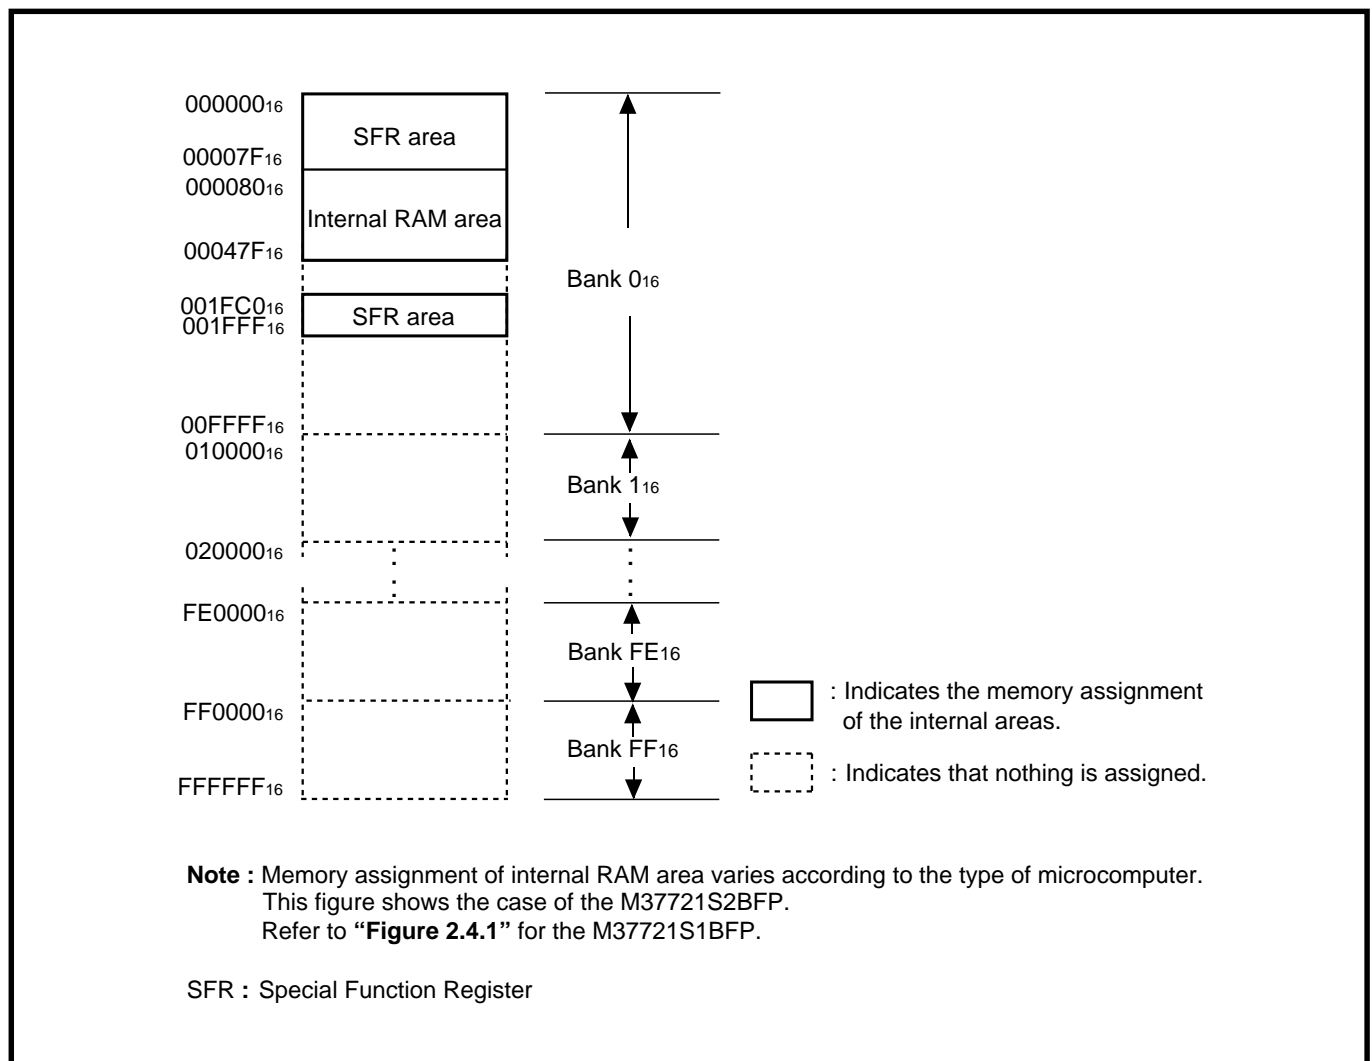 000000₁₆
SFR area
00007F₁₆
000080₁₆
Internal RAM area
00047F₁₆
Bank 0₁₆
001FC0₁₆
001FFF₁₆
SFR area
00FFFF₁₆
010000₁₆
Bank 1₁₆
020000₁₆
FE0000₁₆
Bank FE₁₆
FF0000₁₆
Bank FF₁₆
FFFFFF₁₆
: Indicates the memory assignment
of the internal areas.
: Indicates that nothing is assigned.
Note : Memory assignment of internal RAM area varies according to the type of microcomputer.
This figure shows the case of the M37721S2BFP.
Refer to “Figure 2.4.1” for the M37721S1BFP.
SFR : Special Function Register